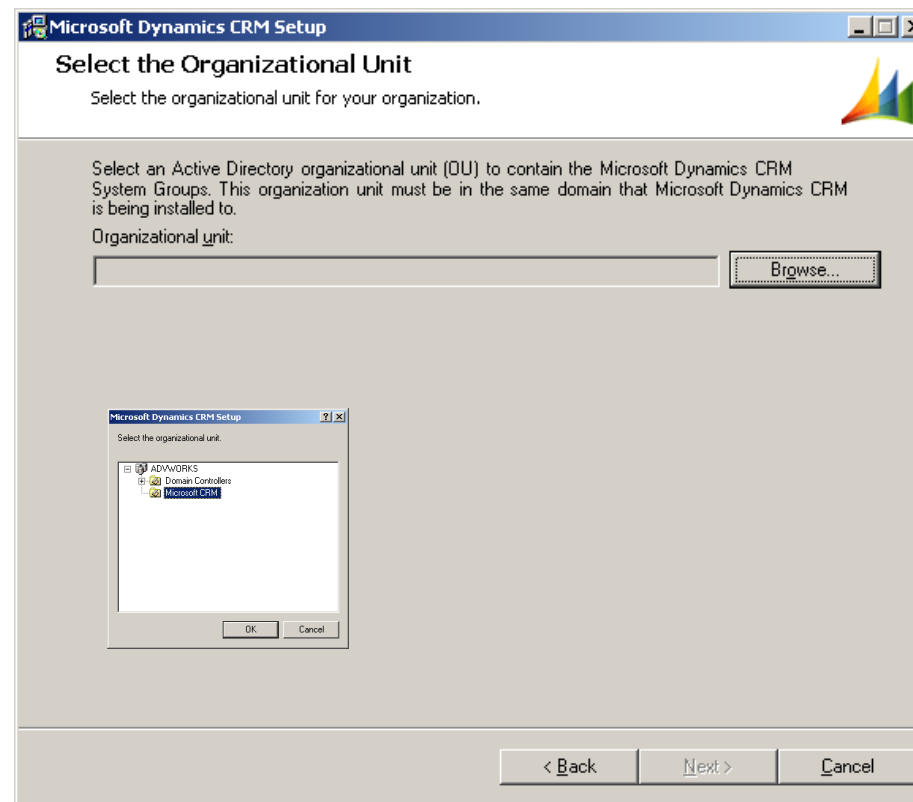 Microsoft Dynamics CRM Setup
Select the Organizational Unit
Select the organizational unit for your organization.
Select an Active Directory organizational unit (OU) to contain the Microsoft Dynamics CRM
System Groups. This organization unit must be in the same domain that Microsoft Dynamics CRM
is being installed to.
Organizational unit:
Browse...
Microsoft Dynamics CRM Setup
Select the organizational unit.
ADVWORKS
Domain Controllers
Microsoft CRM
OK Cancel
< Back Next > Cancel